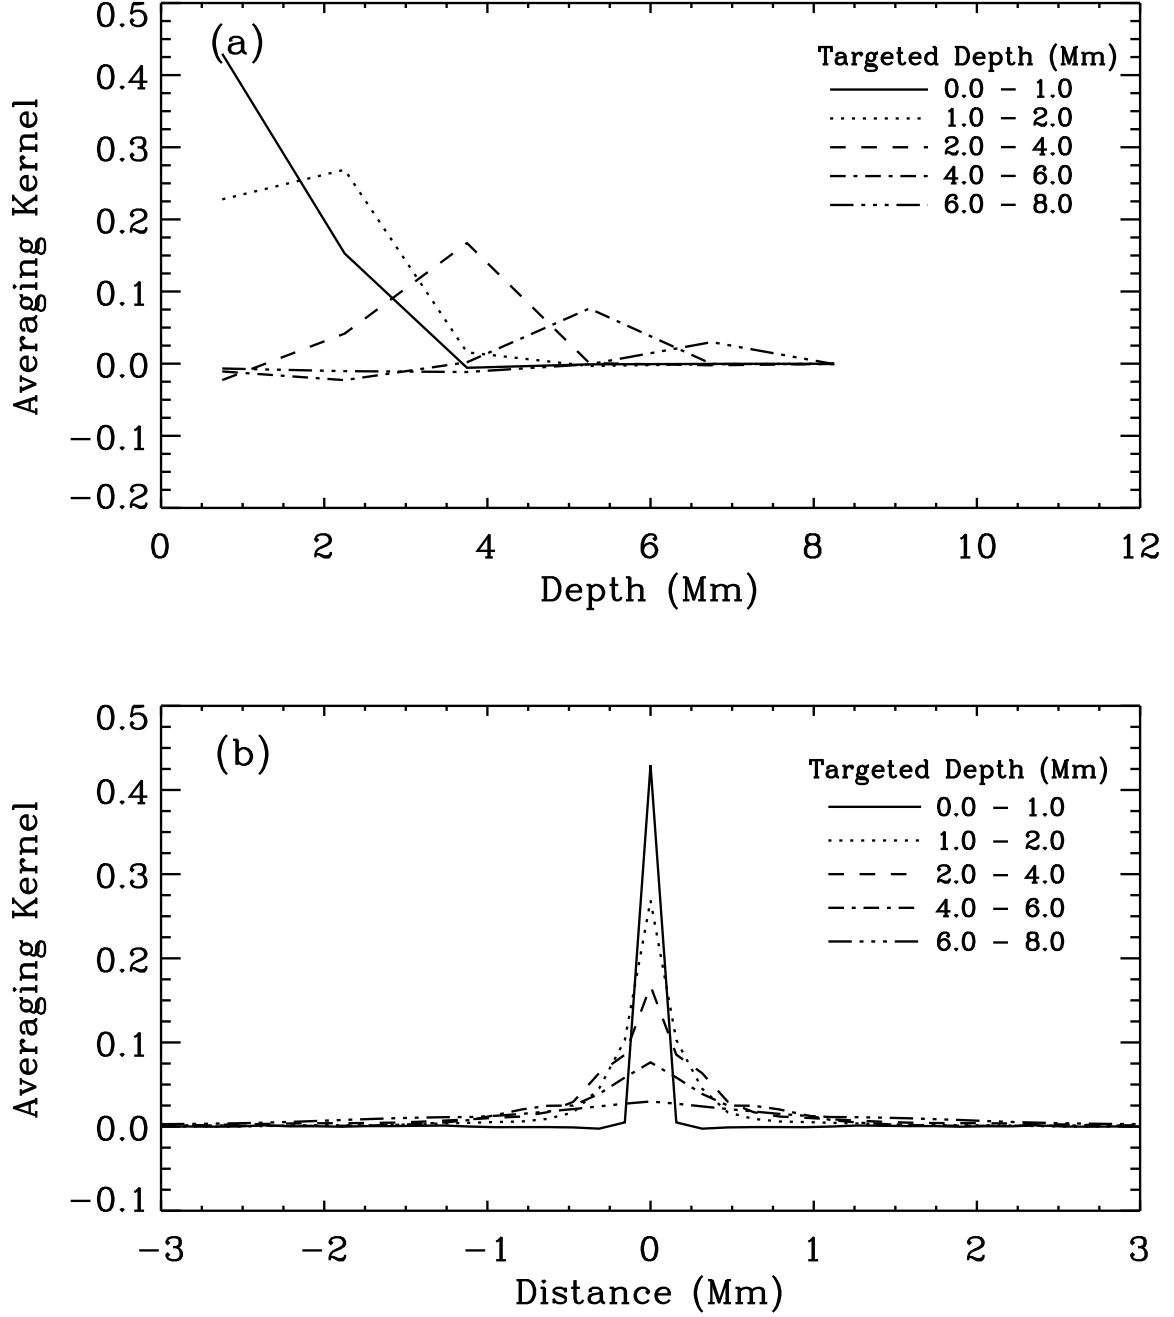 0.5
(a)
Targeted Depth (Mm)
0.4
0.0 − 1.0
1.0 − 2.0
0.3
2.0 − 4.0
4.0 − 6.0
0.2
6.0 − 8.0
0.1
0.0
−0.1
−0.2
Averaging Kernel
0 2 4 6 8 10 12
Depth (Mm)
0.5
(b)
Targeted Depth (Mm)
0.4
0.0 − 1.0
1.0 − 2.0
0.3
2.0 − 4.0
4.0 − 6.0
0.2
6.0 − 8.0
0.1
0.0
−0.1
Averaging Kernel
−3 −2 −1 0 1 2 3
Distance (Mm)